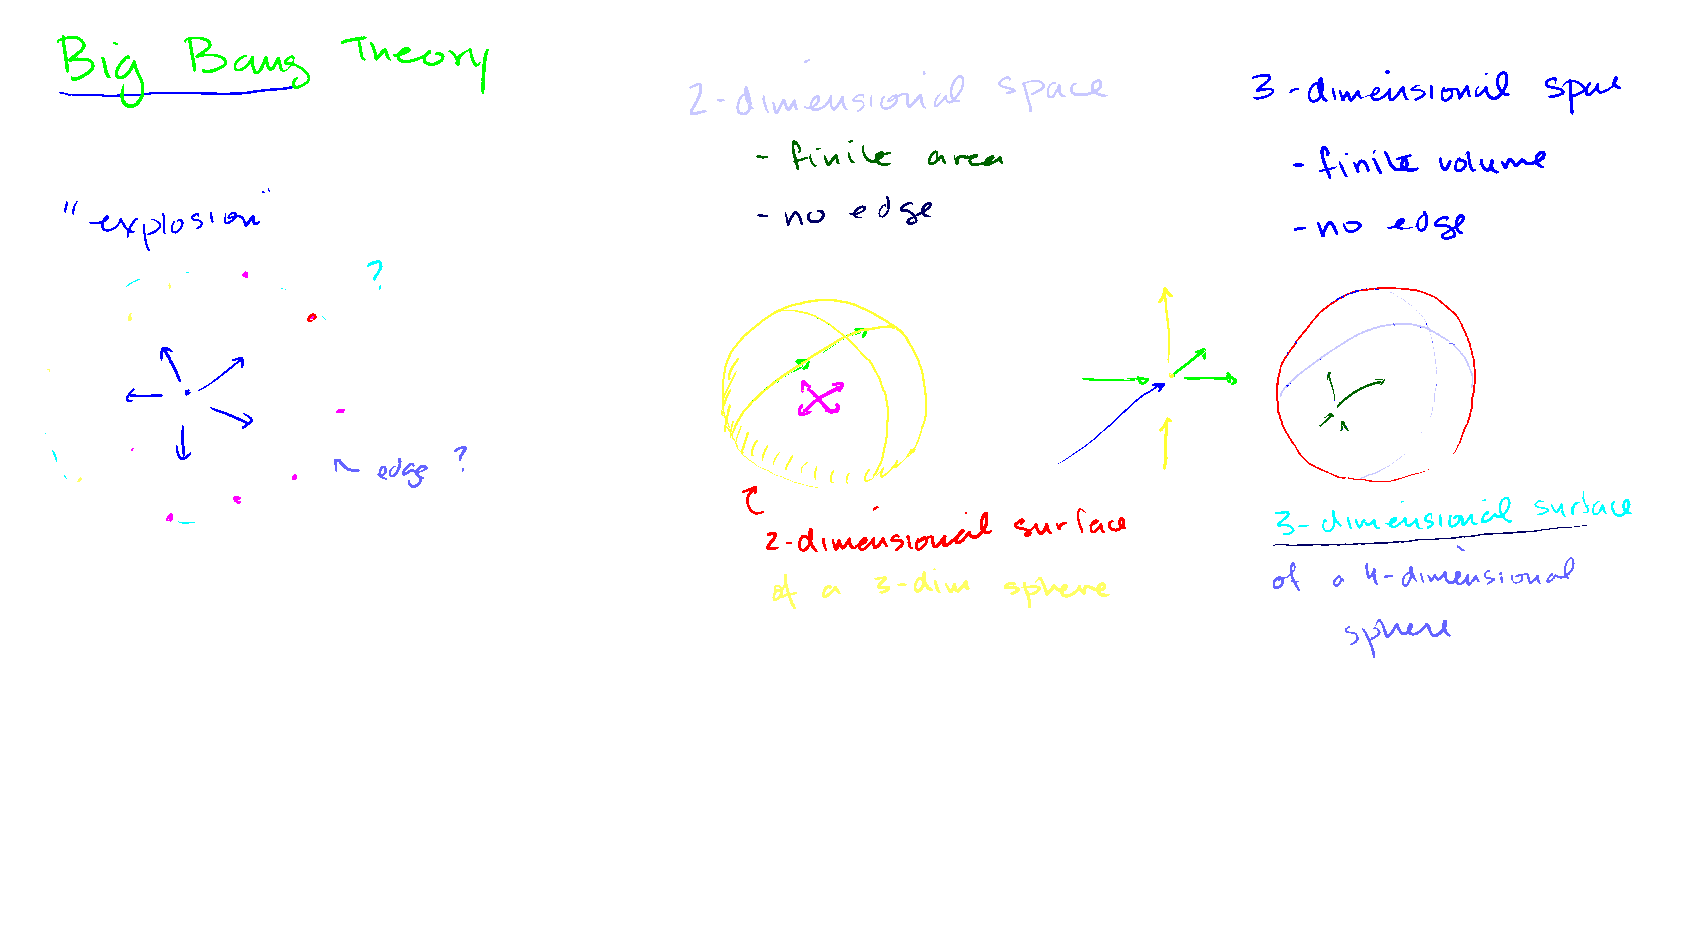 Big Bang Theory
"explosion"
?
edge ?
2-dimensional space
- finite area
- no edge
2-dimensional surface
of a 3-dim sphere
3-dimensional space
- finite volume
- no edge
3-dimensional surface
of a 4-dimensional
sphere